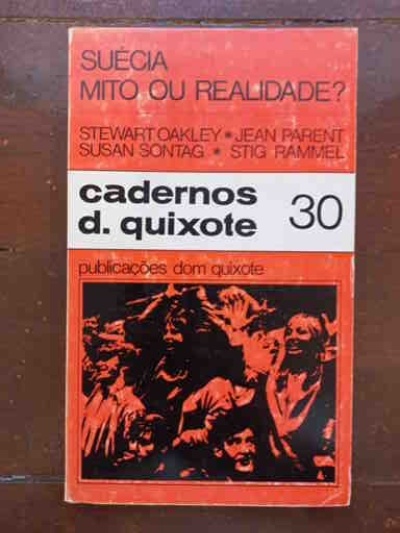 SUÉCIA
MITO OU REALIDADE?
STEWART OAKLEY * JEAN PARENT
SUSAN SONTAG * STIG RAMMEL
cadernos
d. quixote 30
publicações dom quixote